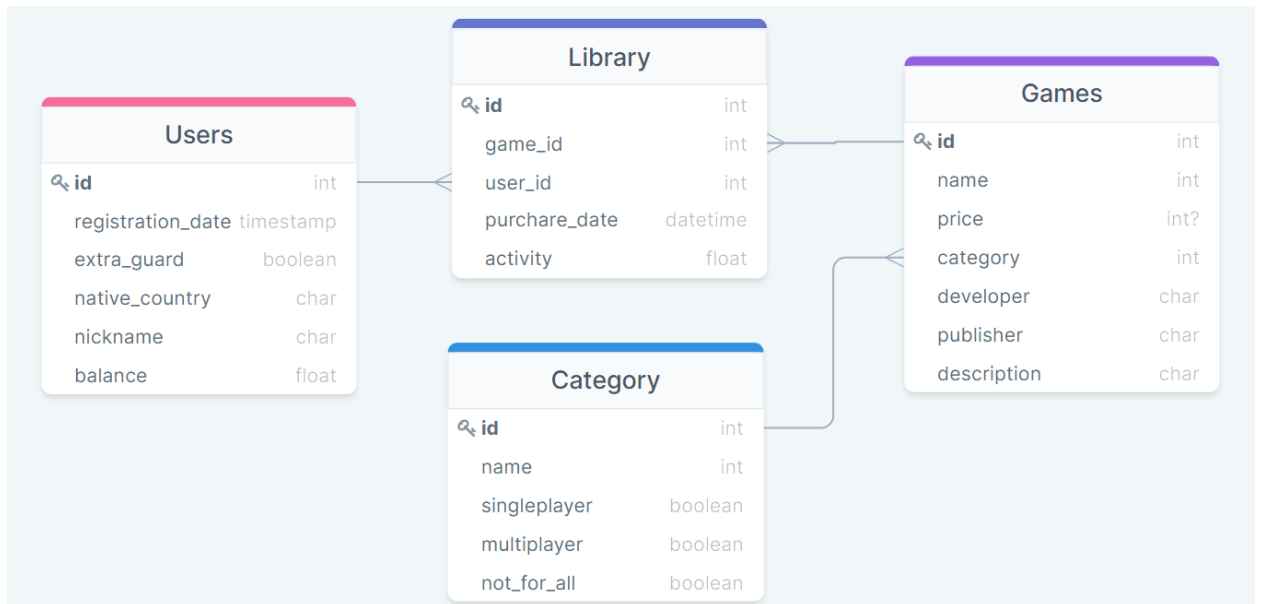 Users
id int
registration_date timestamp
extra_guard boolean
native_country char
nickname char
balance float
Library
id int
game_id int
user_id int
purchare_date datetime
activity float
Category
id int
name int
singleplayer boolean
multiplayer boolean
not_for_all boolean
Games
id int
name int
price int?
category int
developer char
publisher char
description char